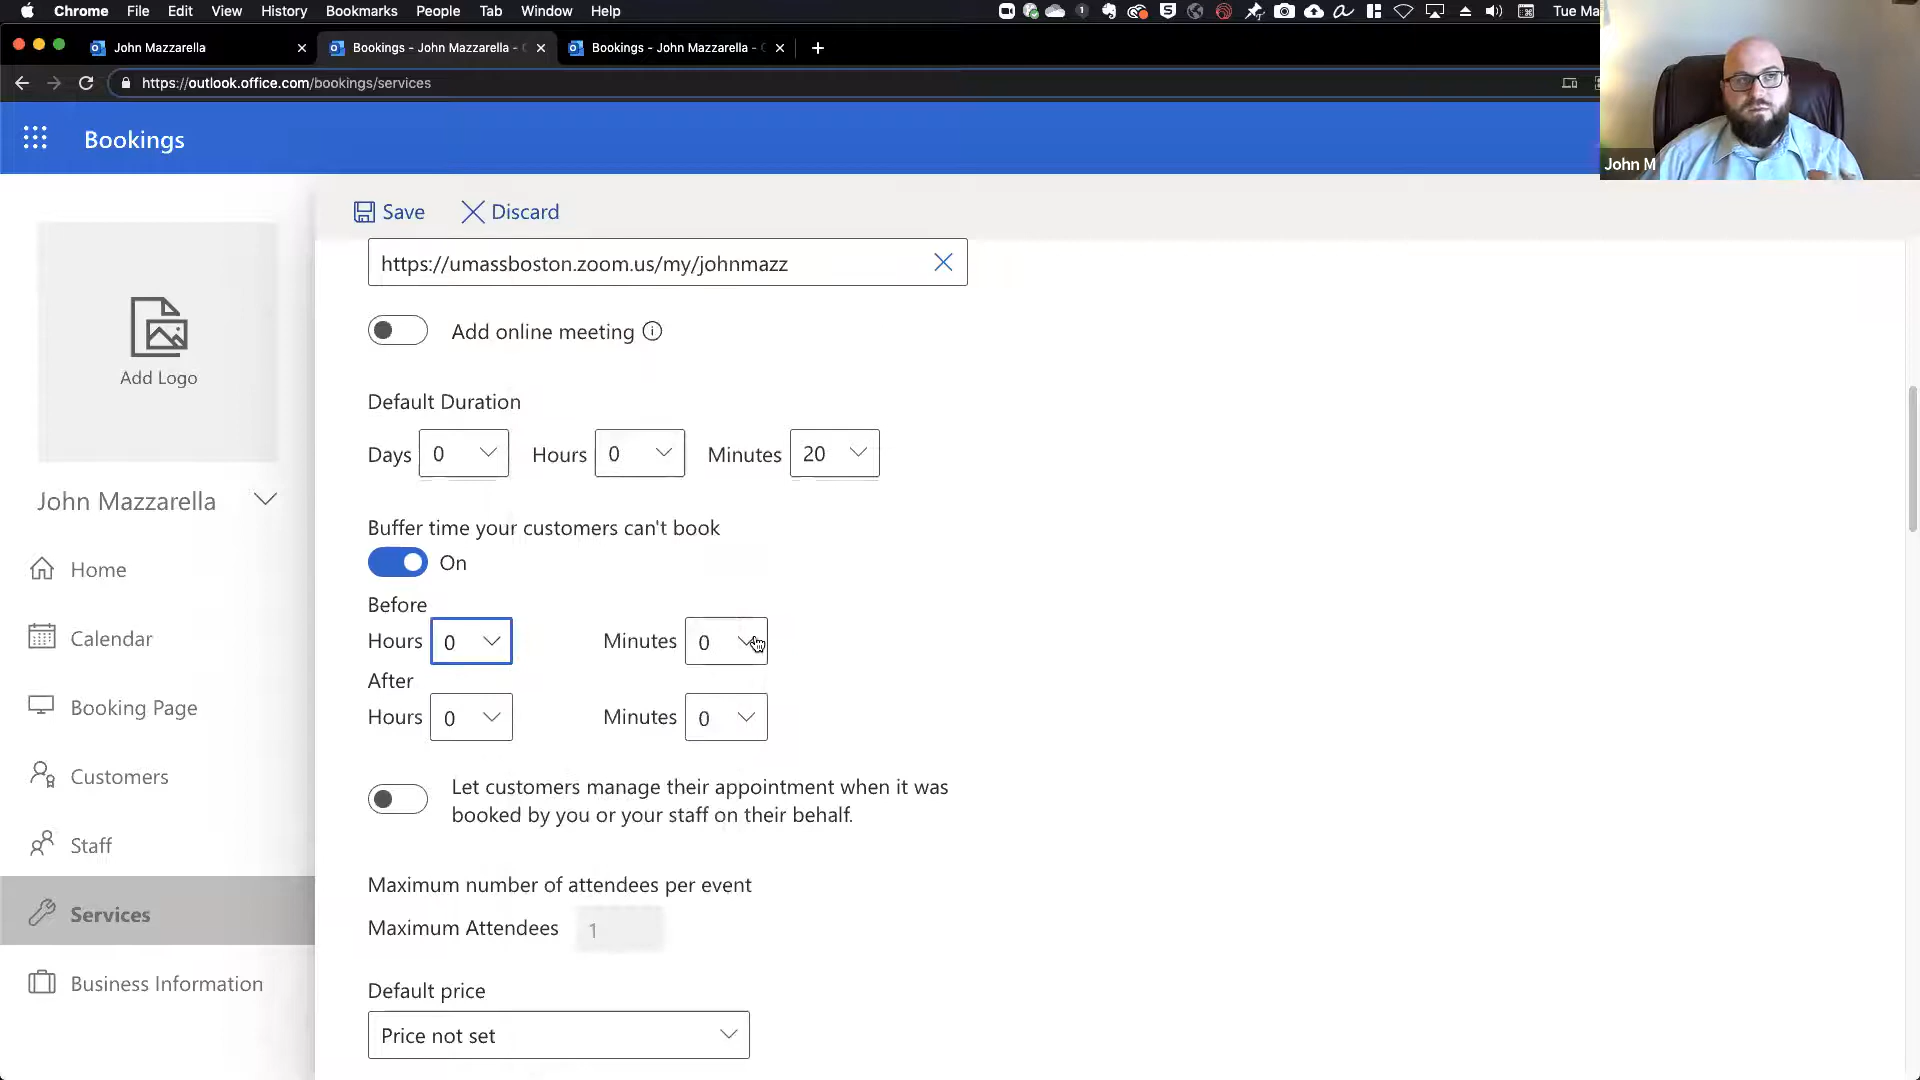 Chrome File Edit View History Bookmarks People Tab Window Help Tue Ma
John Mazzarella
Bookings - John Mazzarella -
Bookings - John Mazzarella -
https://outlook.office.com/bookings/services
Bookings
John M
Save
Discard
https://umassboston.zoom.us/my/johnmazz
Add online meeting
Add Logo
Default Duration
Days 0 Hours 0 Minutes 20
John Mazzarella
Buffer time your customers can't book
On
Home
Before
Hours 0 Minutes 0
Calendar
After
Hours 0 Minutes 0
Booking Page
Customers
Let customers manage their appointment when it was
booked by you or your staff on their behalf.
Staff
Maximum number of attendees per event
Services
Maximum Attendees 1
Business Information
Default price
Price not set